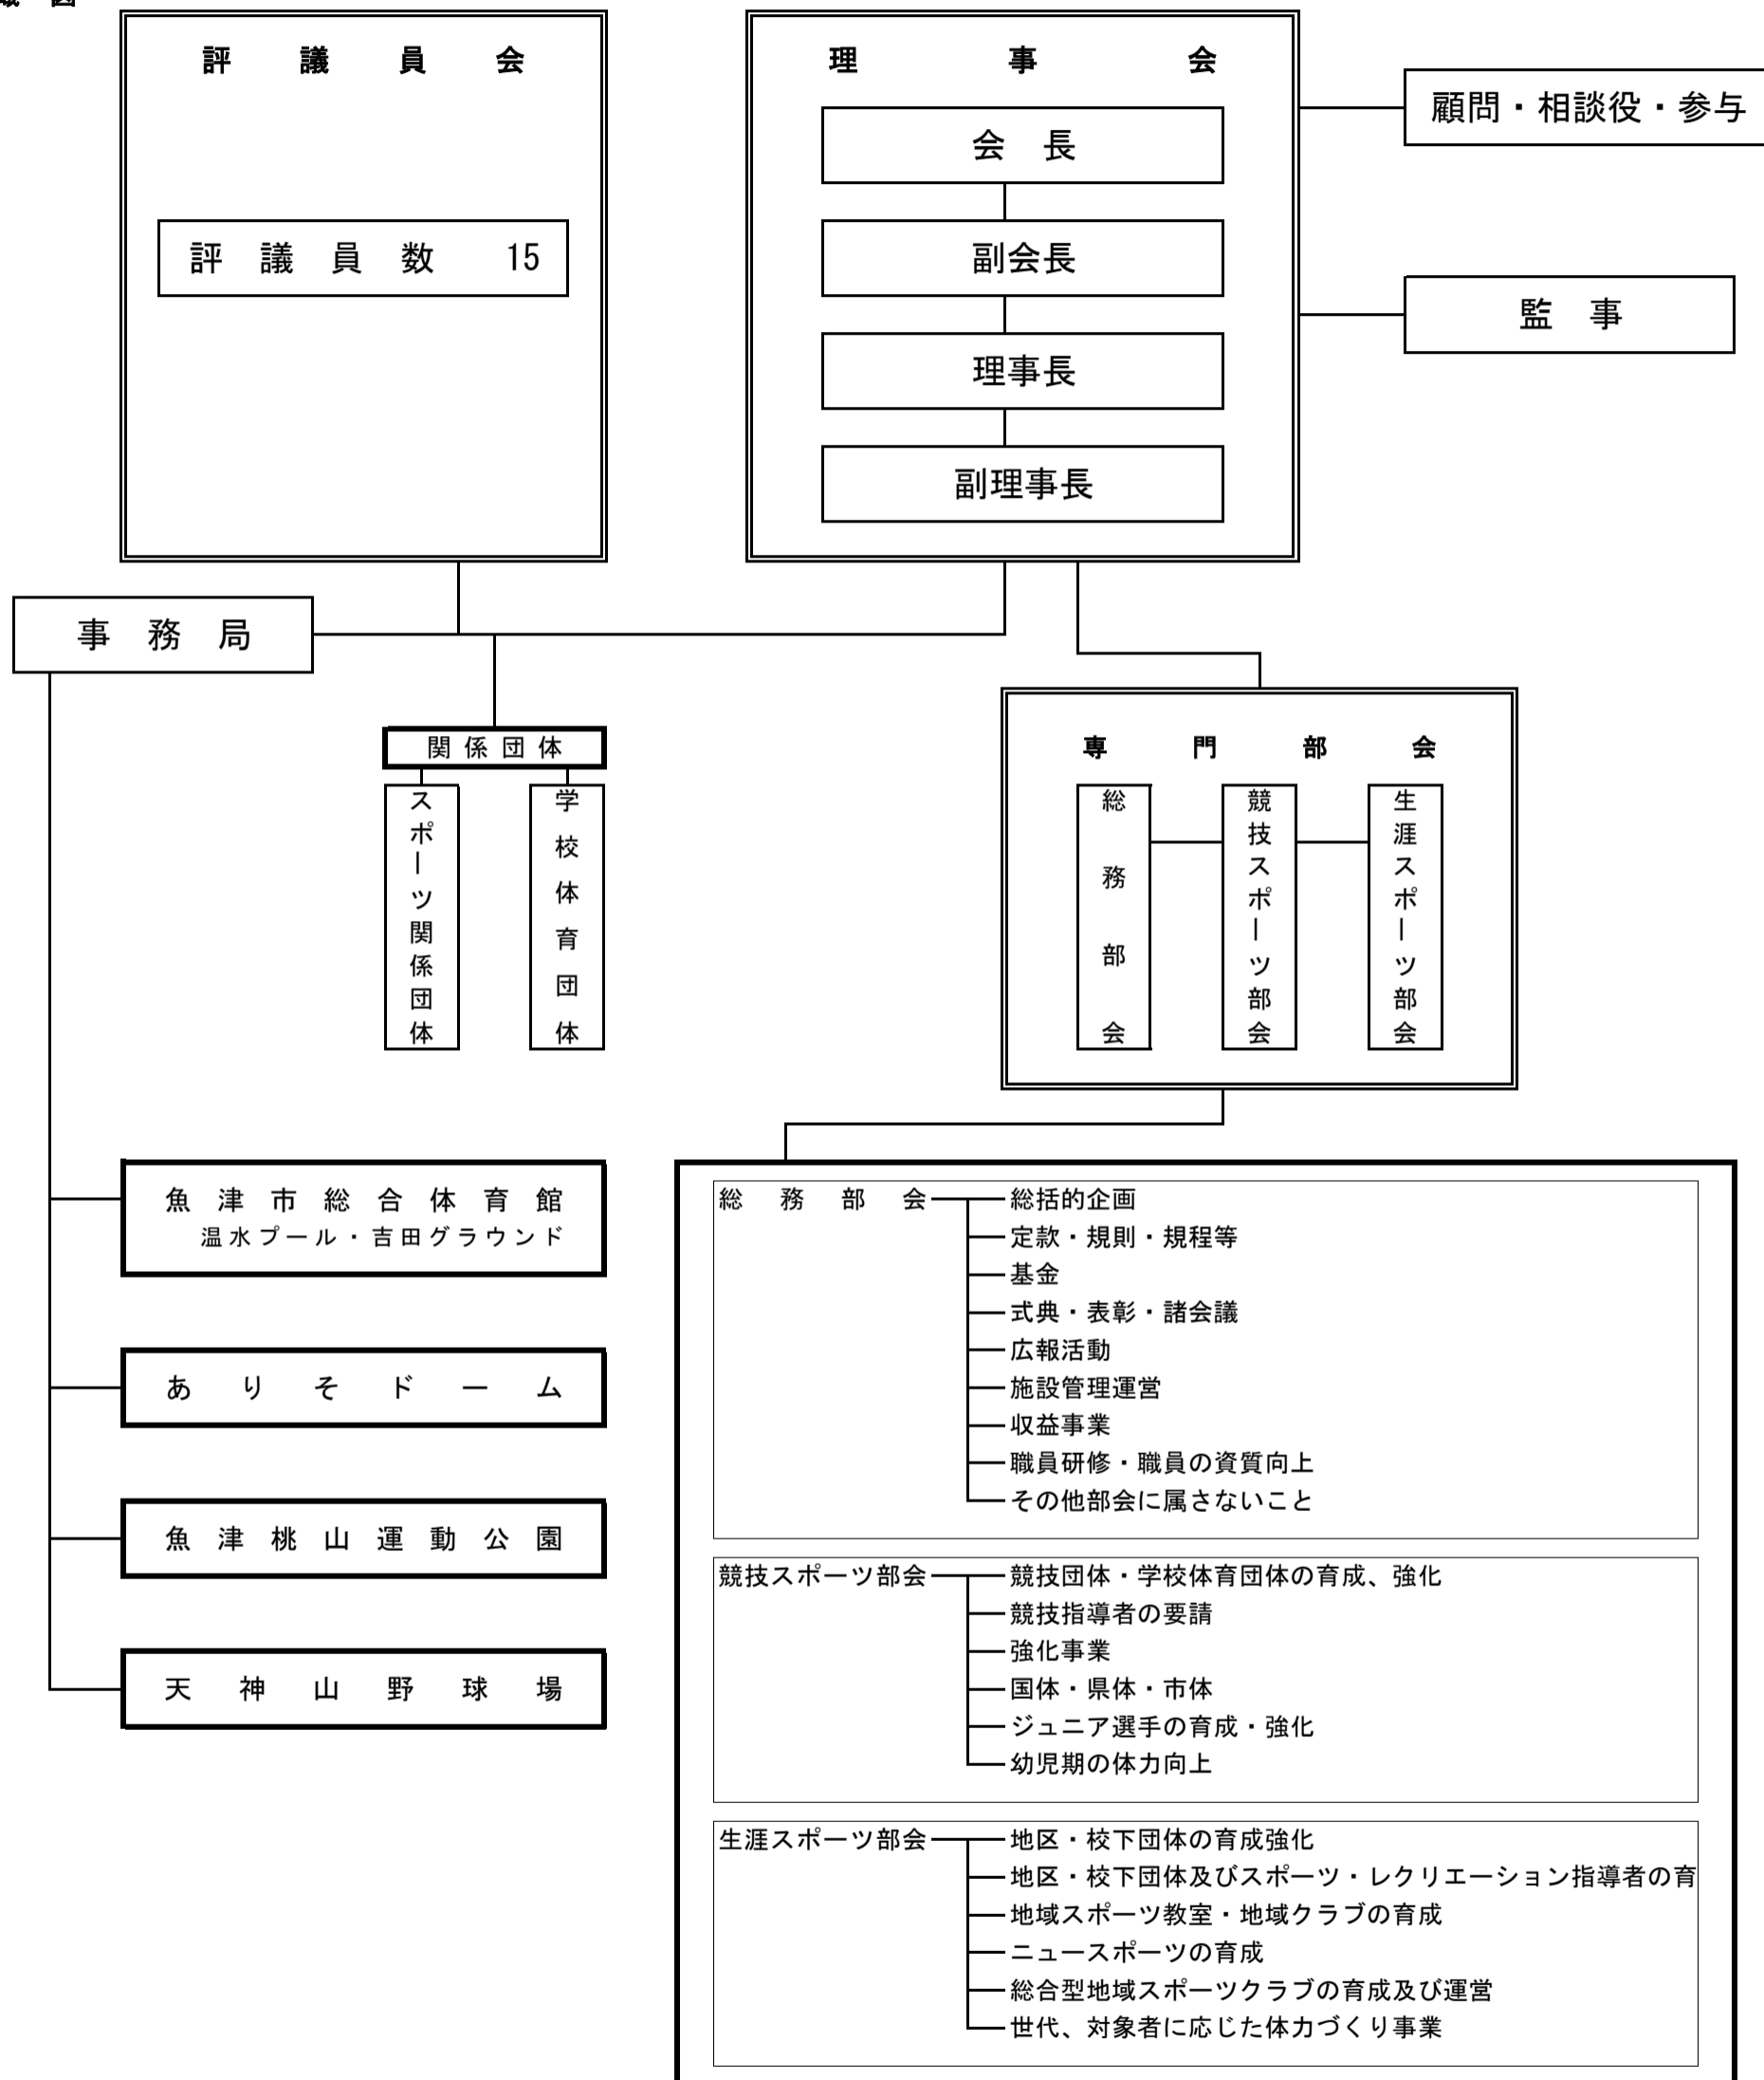 図
評議員会
評議員数 15
理事会
会長
副会長
理事長
副理事長
顧問・相談役・参与
監事
事務局
関係団体
スポーツ関係団体
学校体育団体
専門部会
総務部会
競技スポーツ部会
生涯スポーツ部会
魚津市総合体育館
温水プール・吉田グラウンド
ありそドーム
魚津桃山運動公園
天神山野球場
総務部会
総括的企画
定款・規則・規程等
基金
式典・表彰・諸会議
広報活動
施設管理運営
収益事業
職員研修・職員の資質向上
その他部会に属さないこと
競技スポーツ部会
競技団体・学校体育団体の育成、強化
競技指導者の要請
強化事業
国体・県体・市体
ジュニア選手の育成・強化
幼児期の体力向上
生涯スポーツ部会
地区・校下団体の育成強化
地区・校下団体及びスポーツ・レクリエーション指導者の育
地域スポーツ教室・地域クラブの育成
ニュースポーツの育成
総合型地域スポーツクラブの育成及び運営
世代、対象者に応じた体力づくり事業